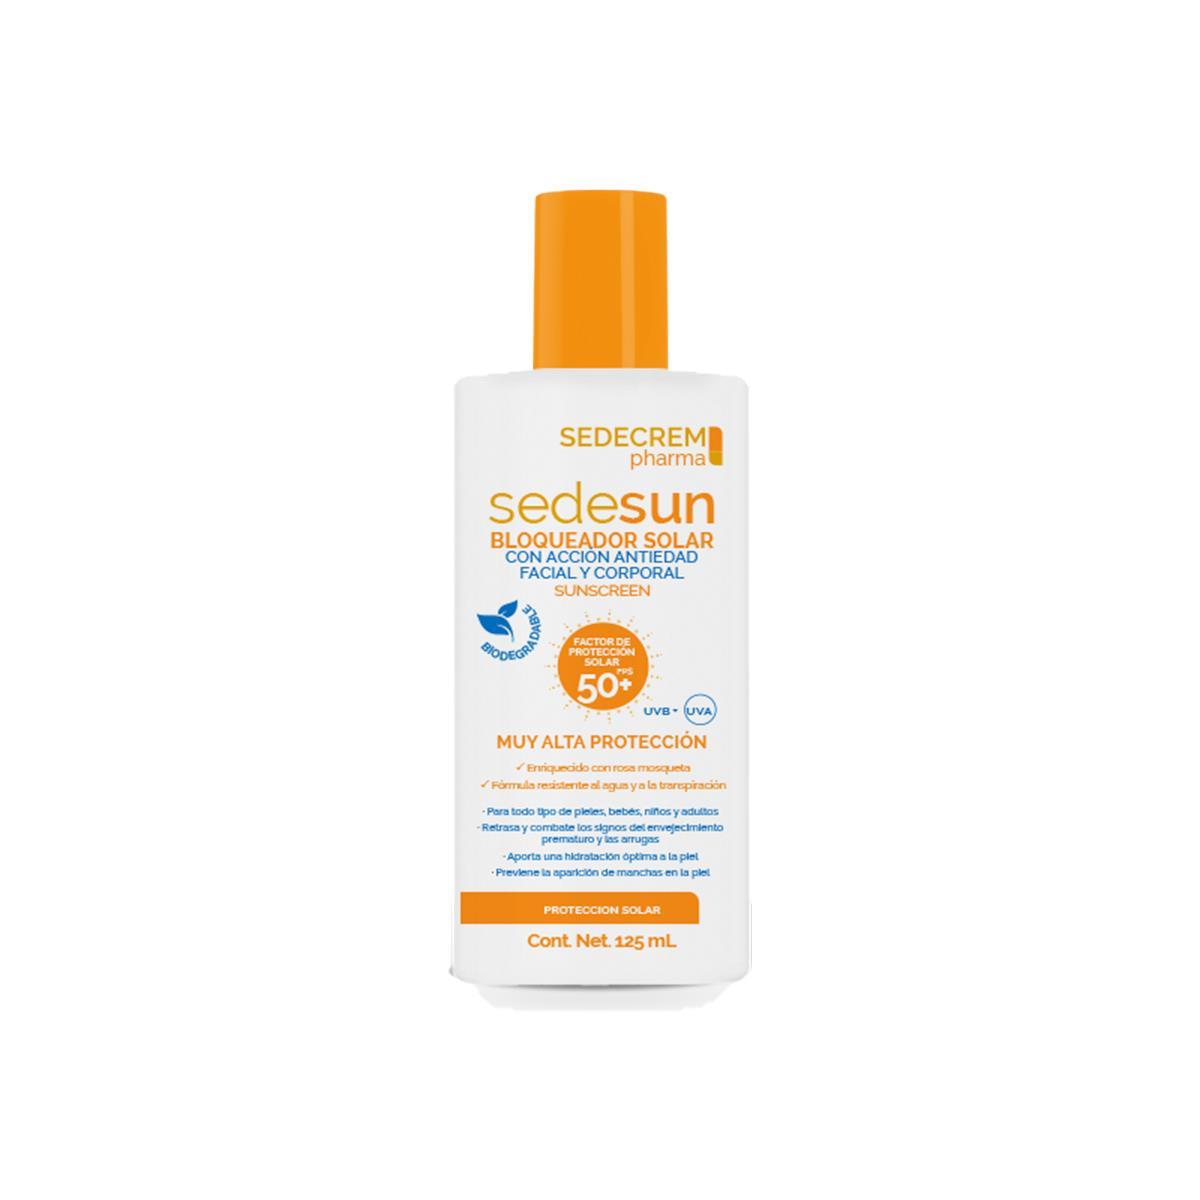 SEDECREM
pharma
sedesun
BLOQUEADOR SOLAR
CON ACCIÓN ANTIEDAD
FACIAL Y CORPORAL
SUNSCREEN
BIODEGRADABLE
FACTOR DE
PROTECCIÓN
SOLAR
FPS
50+
UVB - UVA
MUY ALTA PROTECCIÓN
✓ Enriquecido con rosa mosqueta
✓ Fórmula resistente al agua y a la transpiración
· Para todo tipo de pieles, bebés, niños y adultos
· Retrasa y combate los signos del envejecimiento
prematuro y las arrugas
· Aporta una hidratación óptima a la piel
· Previene la aparición de manchas en la piel
PROTECCION SOLAR
Cont. Net. 125 mL